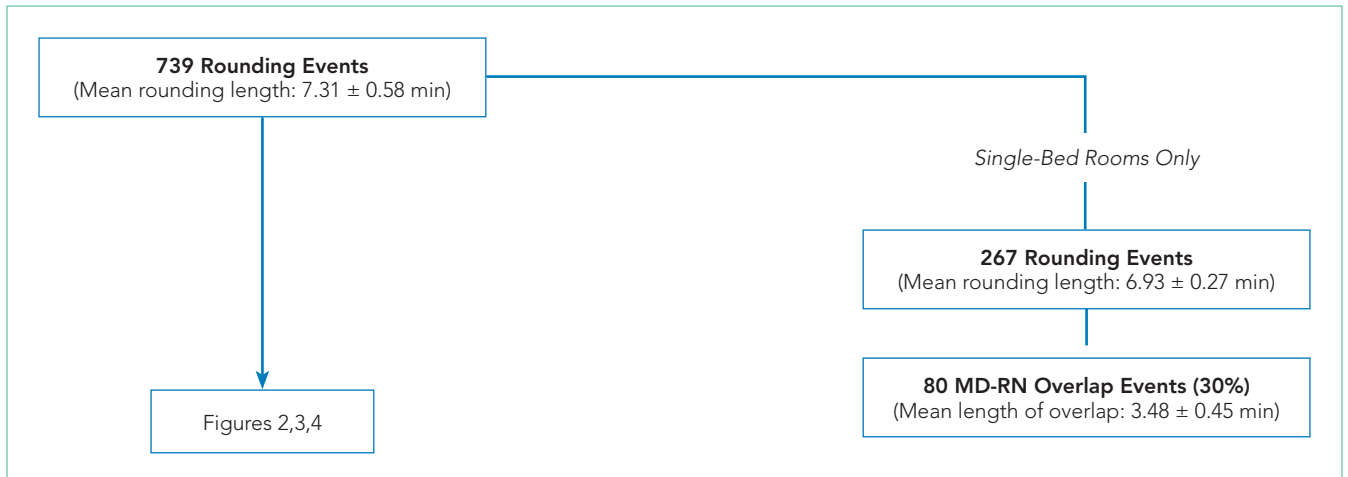 739 Rounding Events
(Mean rounding length: 7.31 ± 0.58 min)
Single-Bed Rooms Only
267 Rounding Events
(Mean rounding length: 6.93 ± 0.27 min)
80 MD-RN Overlap Events (30%)
(Mean length of overlap: 3.48 ± 0.45 min)
Figures 2,3,4